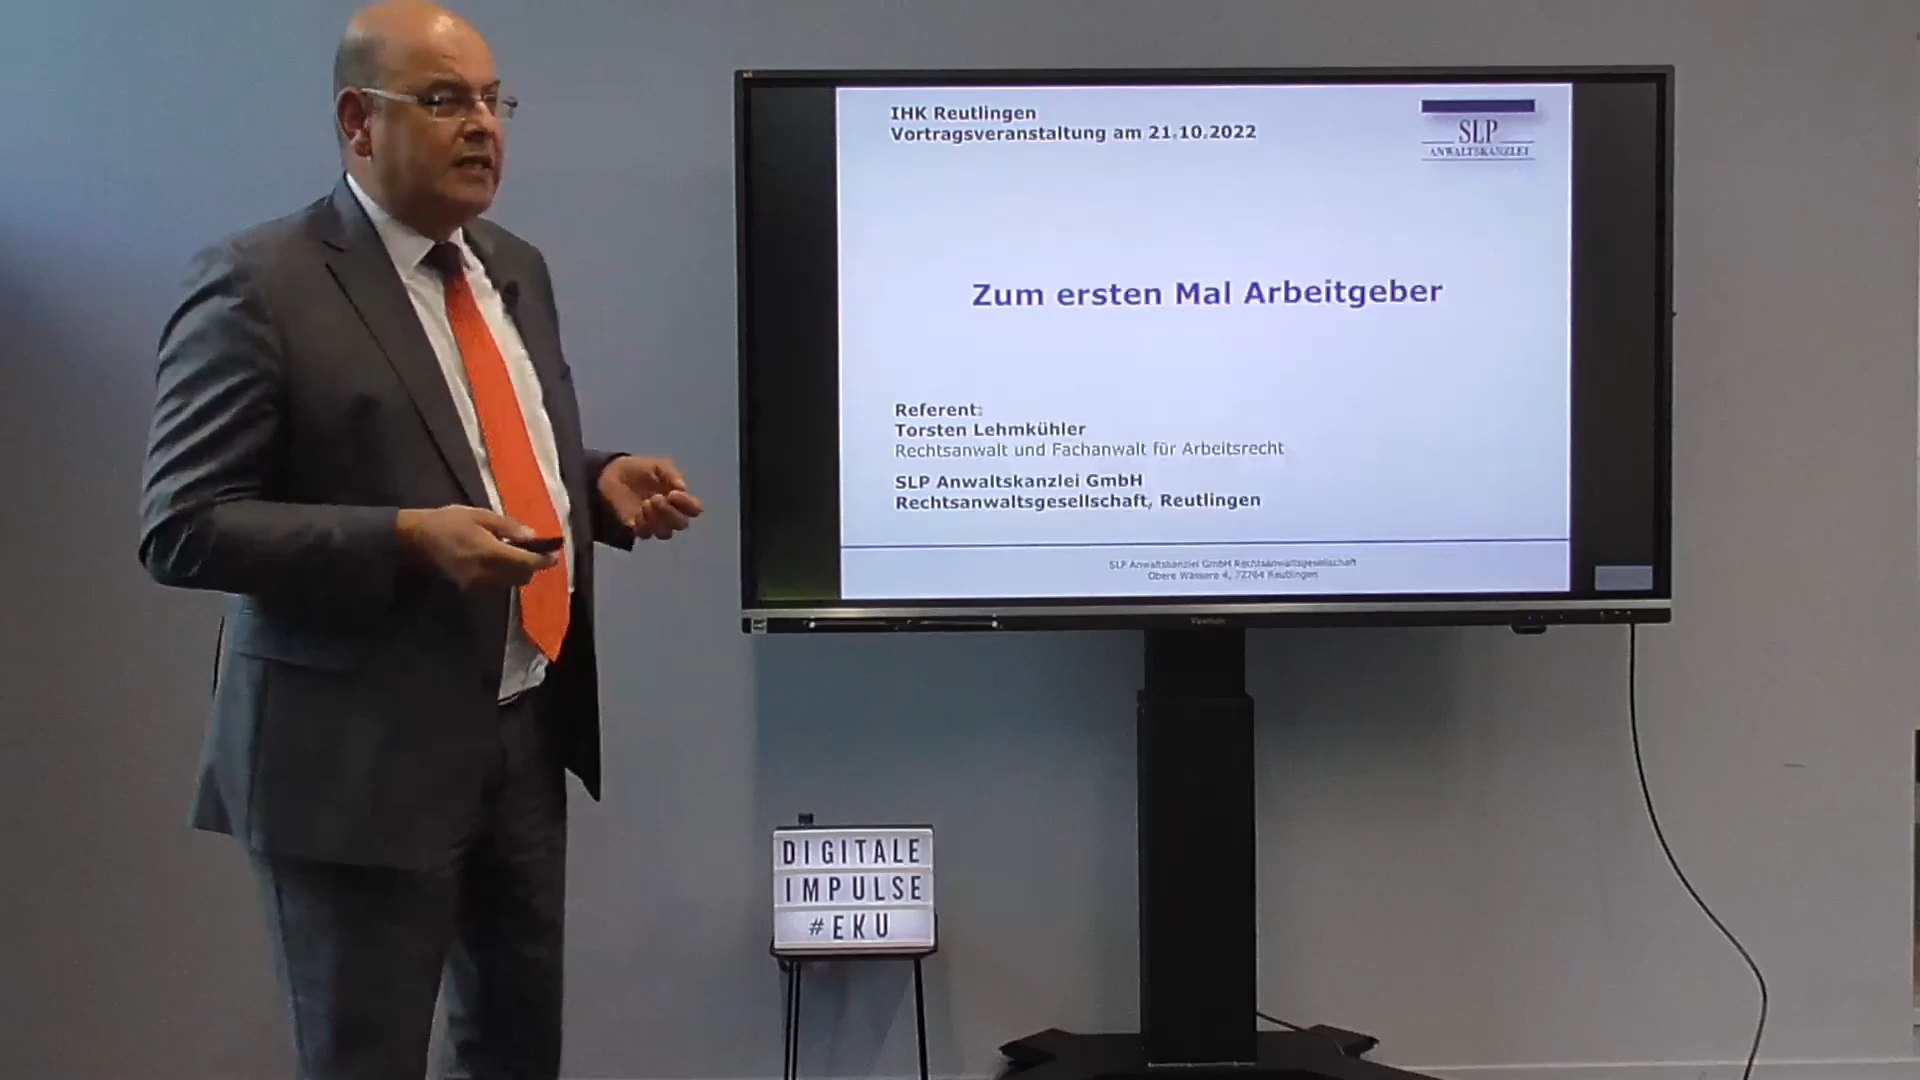 IHK Reutlingen
Vortragsveranstaltung am 21.10.2022
SLP
ANWALTSKANZLEI
Zum ersten Mal Arbeitgeber
Referent:
Torsten Lehmkühler
Rechtsanwalt und Fachanwalt für Arbeitsrecht
SLP Anwaltskanzlei GmbH
Rechtsanwaltsgesellschaft, Reutlingen
SLP Anwaltskanzlei GmbH Rechtsanwaltsgesellschaft
Obere Wässere 4, 72764 Reutlingen
ViewSonic
DIGITALE
IMPULSE
#EKU